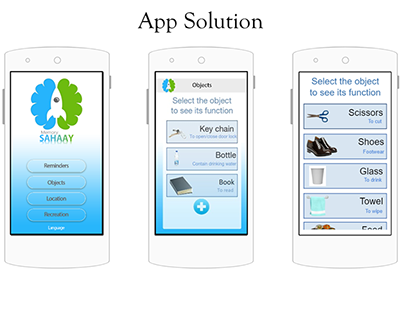 App Solution
Memory
SAHAAY
Reminders
Objects
Location
Recreation
Language
Objects
Select the object
to see its function
Key chain
To open/close door lock
Bottle
Contain drinking water
Book
To read
Select the object
to see its function
Scissors
To cut
Shoes
Footwear
Glass
To drink
Towel
To wipe
Food